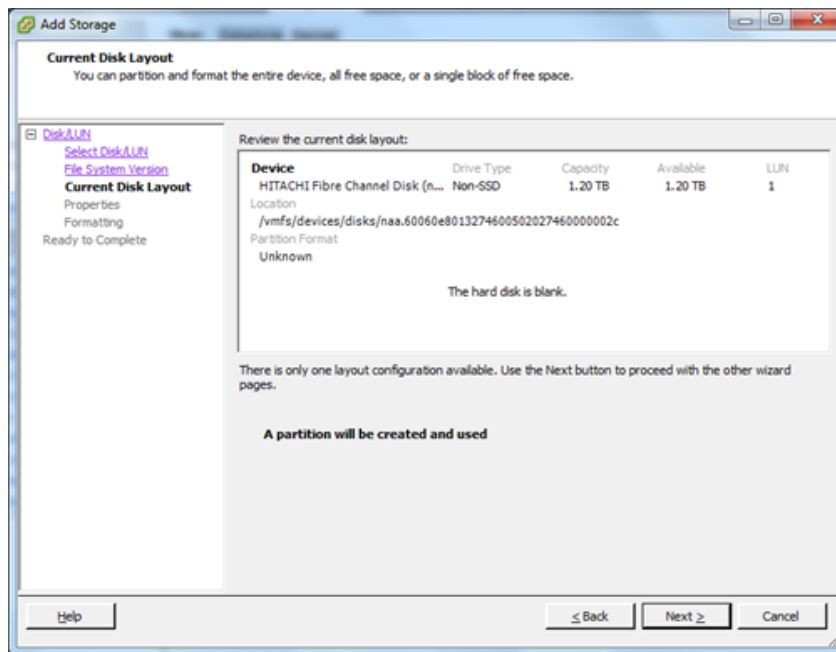 Add Storage
Current Disk Layout
You can partition and format the entire device, all free space, or a single block of free space.
Disk/LUN
Select Disk/LUN
File System Version
Current Disk Layout
Properties
Formatting
Ready to Complete
Review the current disk layout:
Device Drive Type Capacity Available LUN
HITACHI Fibre Channel Disk (n... Non-SSD 1.20 TB 1.20 TB 1
Location
/vmfs/devices/disks/naa.60060e8013274600502027460000002c
Partition Format
Unknown
The hard disk is blank.
There is only one layout configuration available. Use the Next button to proceed with the other wizard
pages.
A partition will be created and used
Help < Back Next > Cancel